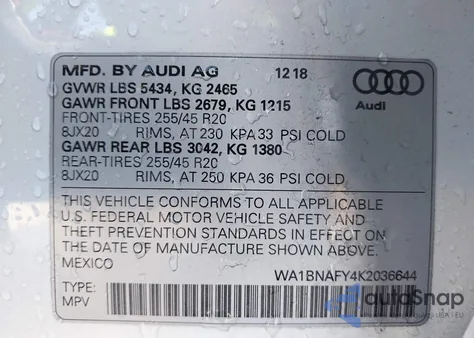 MFD. BY AUDI AG 12 18
GVWR LBS 5434, KG 2465
GAWR FRONT LBS 2679, KG 1215
FRONT-TIRES 255/45 R20
8JX20 RIMS, AT 230 KPA 33 PSI COLD
GAWR REAR LBS 3042, KG 1380
REAR-TIRES 255/45 R20
8JX20 RIMS, AT 250 KPA 36 PSI COLD
Audi
THIS VEHICLE CONFORMS TO ALL APPLICABLE
U.S. FEDERAL MOTOR VEHICLE SAFETY AND
THEFT PREVENTION STANDARDS IN EFFECT ON
THE DATE OF MANUFACTURE SHOWN ABOVE.
MEXICO
WA1BNAFY4K2036644
TYPE:
MPV
autoSnap